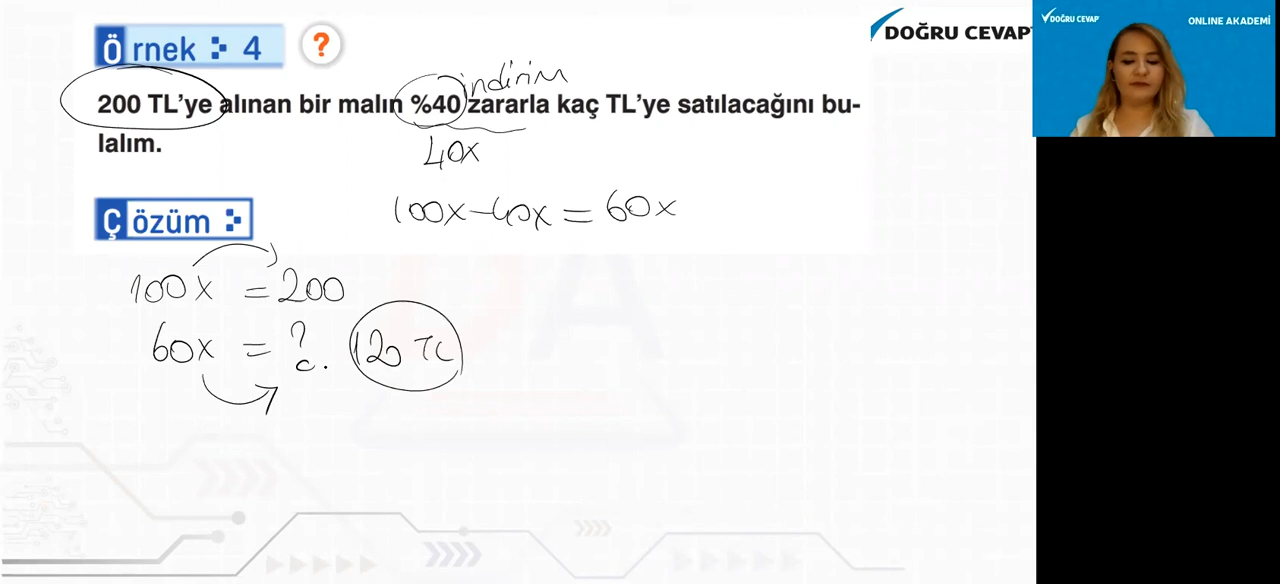 Örnek 4 ?
DOĞRU CEVAP
DOĞRU CEVAP
ONLINE AKADEMİ
indirim
200 TL'ye alınan bir malın %40 zararla kaç TL'ye satılacağını bu-
lalım.
40x
Çözüm
100x-40x = 60x
100x = 200
60x = ?
120 TL